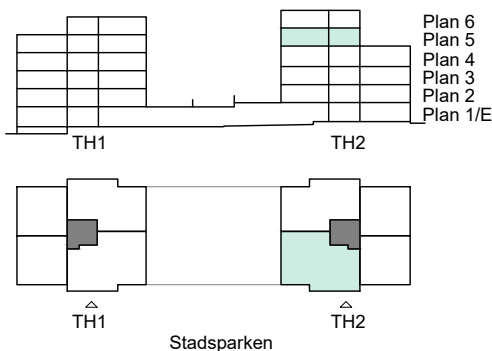 Plan 6
Plan 5
Plan 4
Plan 3
Plan 2
Plan 1/E
TH1 TH2
TH1 TH2
Stadsparken